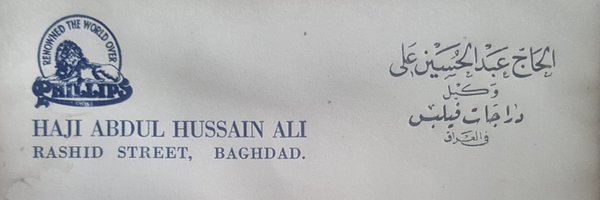 RENOWNED THE WORLD OVER
PHILLIPS
CYCLES
HAJI ABDUL HUSSAIN ALI
RASHID STREET, BAGHDAD.
الحاج عبد الحسين علي
وكيل
دراجات فيلبس
في العراق